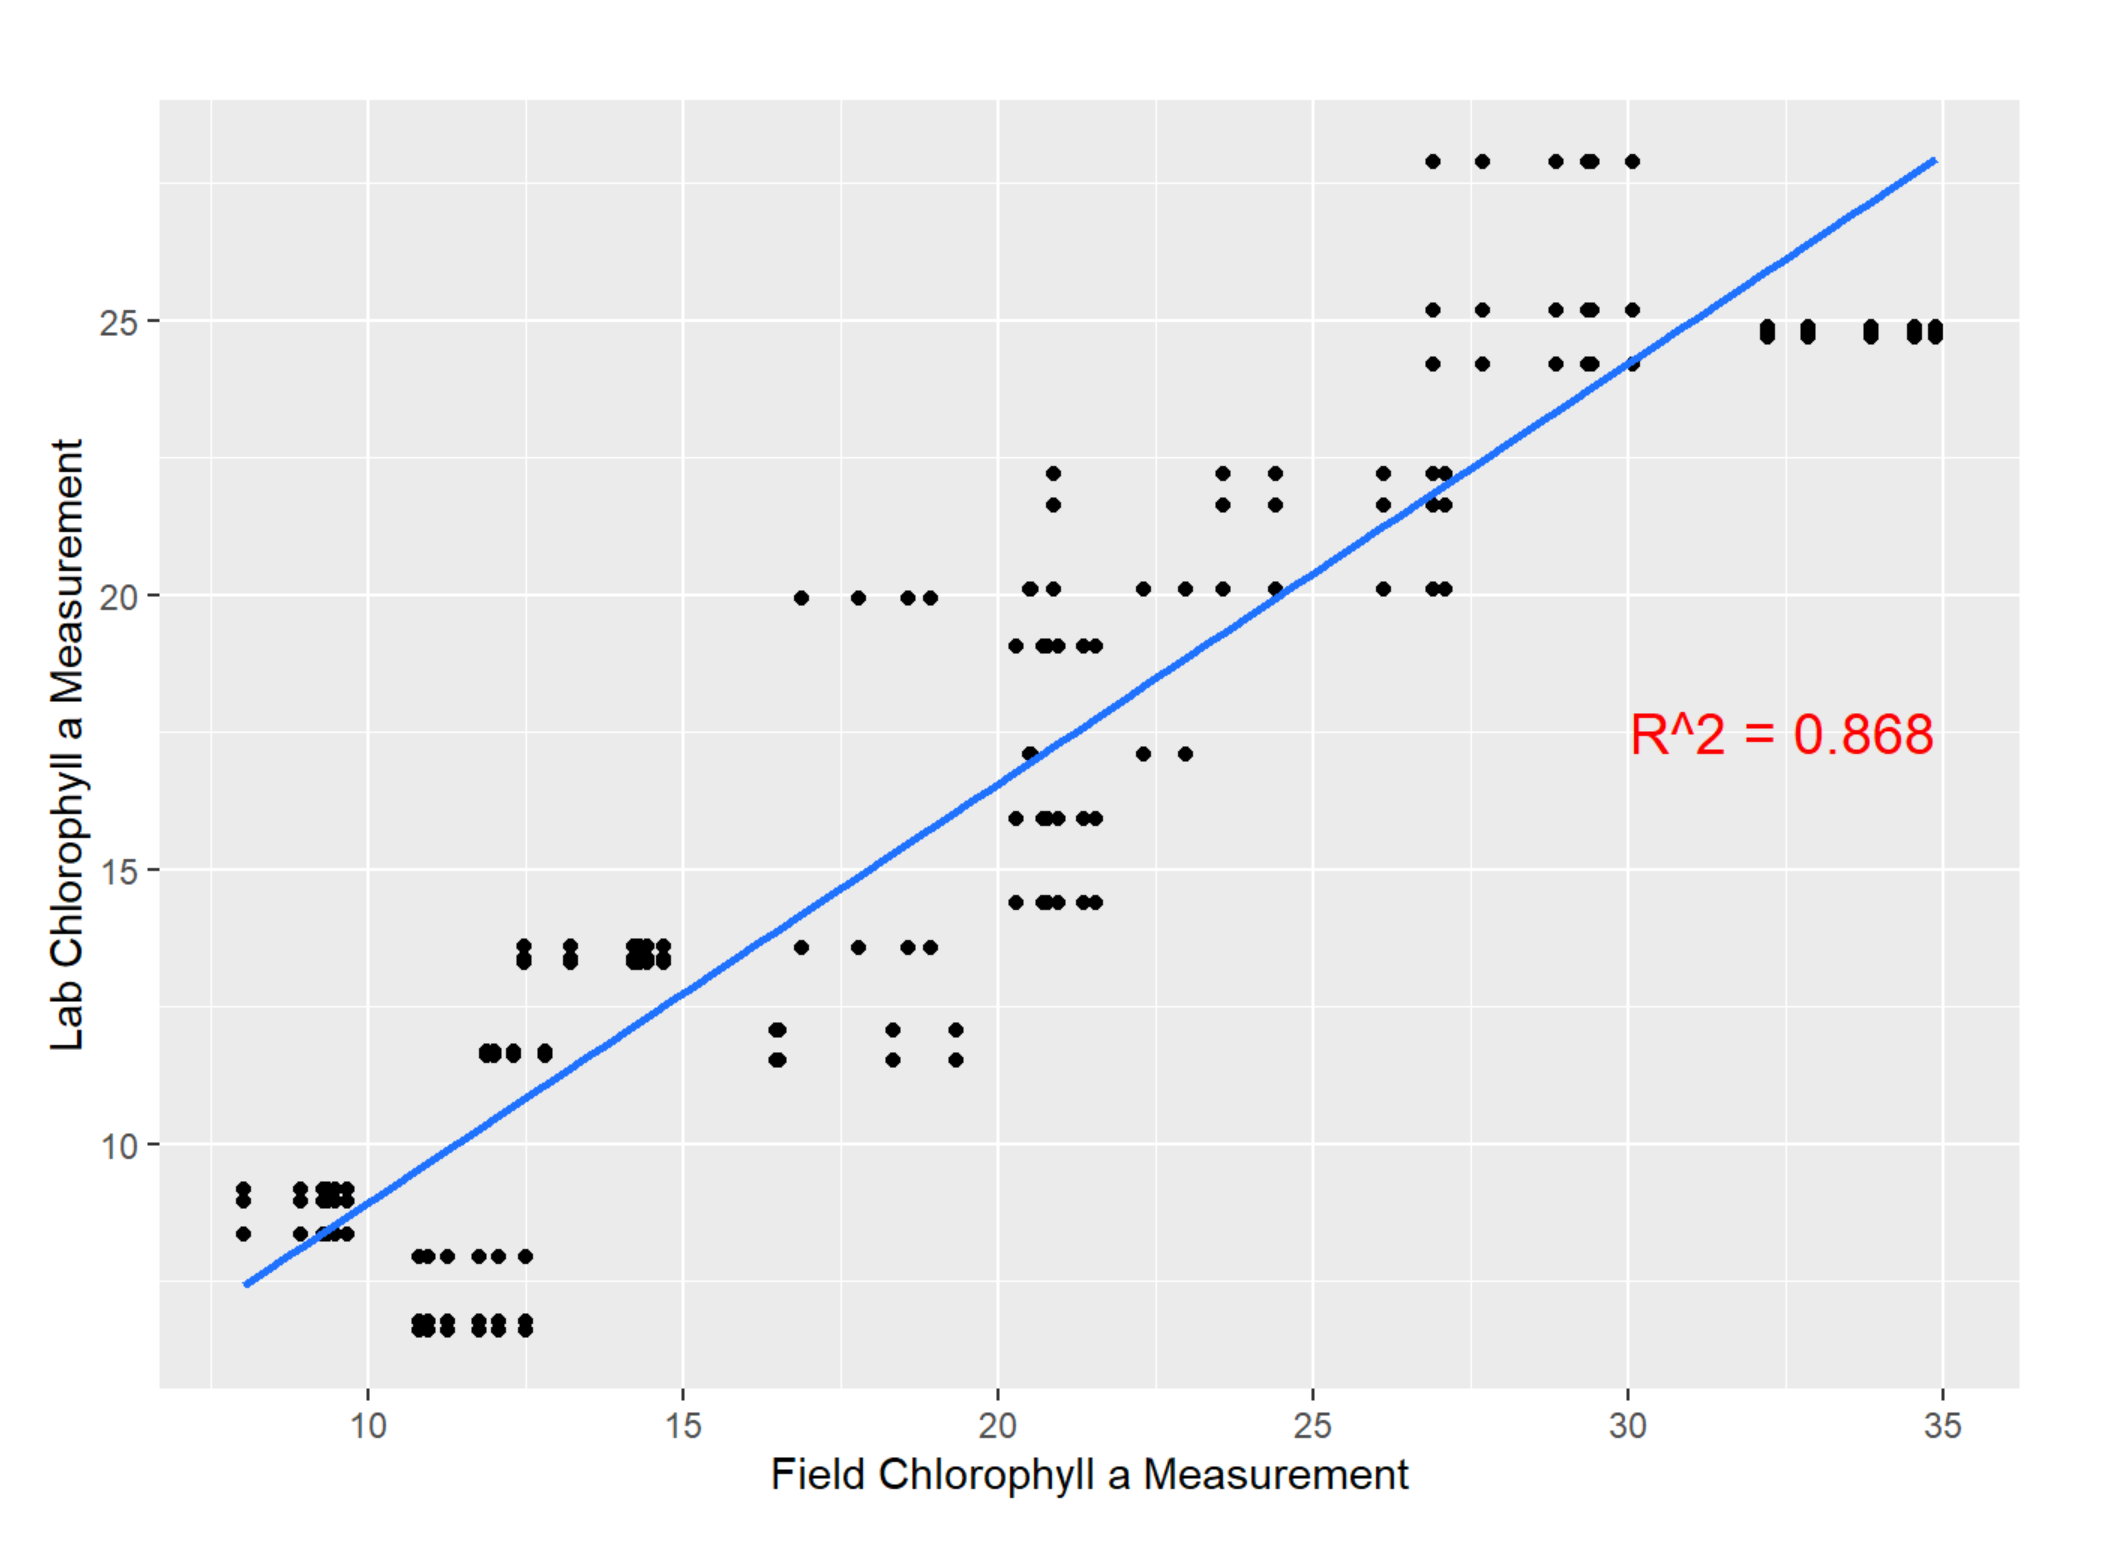 25
20
15
10
Lab Chlorophyll a Measurement
R^2 = 0.868
10 15 20 25 30 35
Field Chlorophyll a Measurement